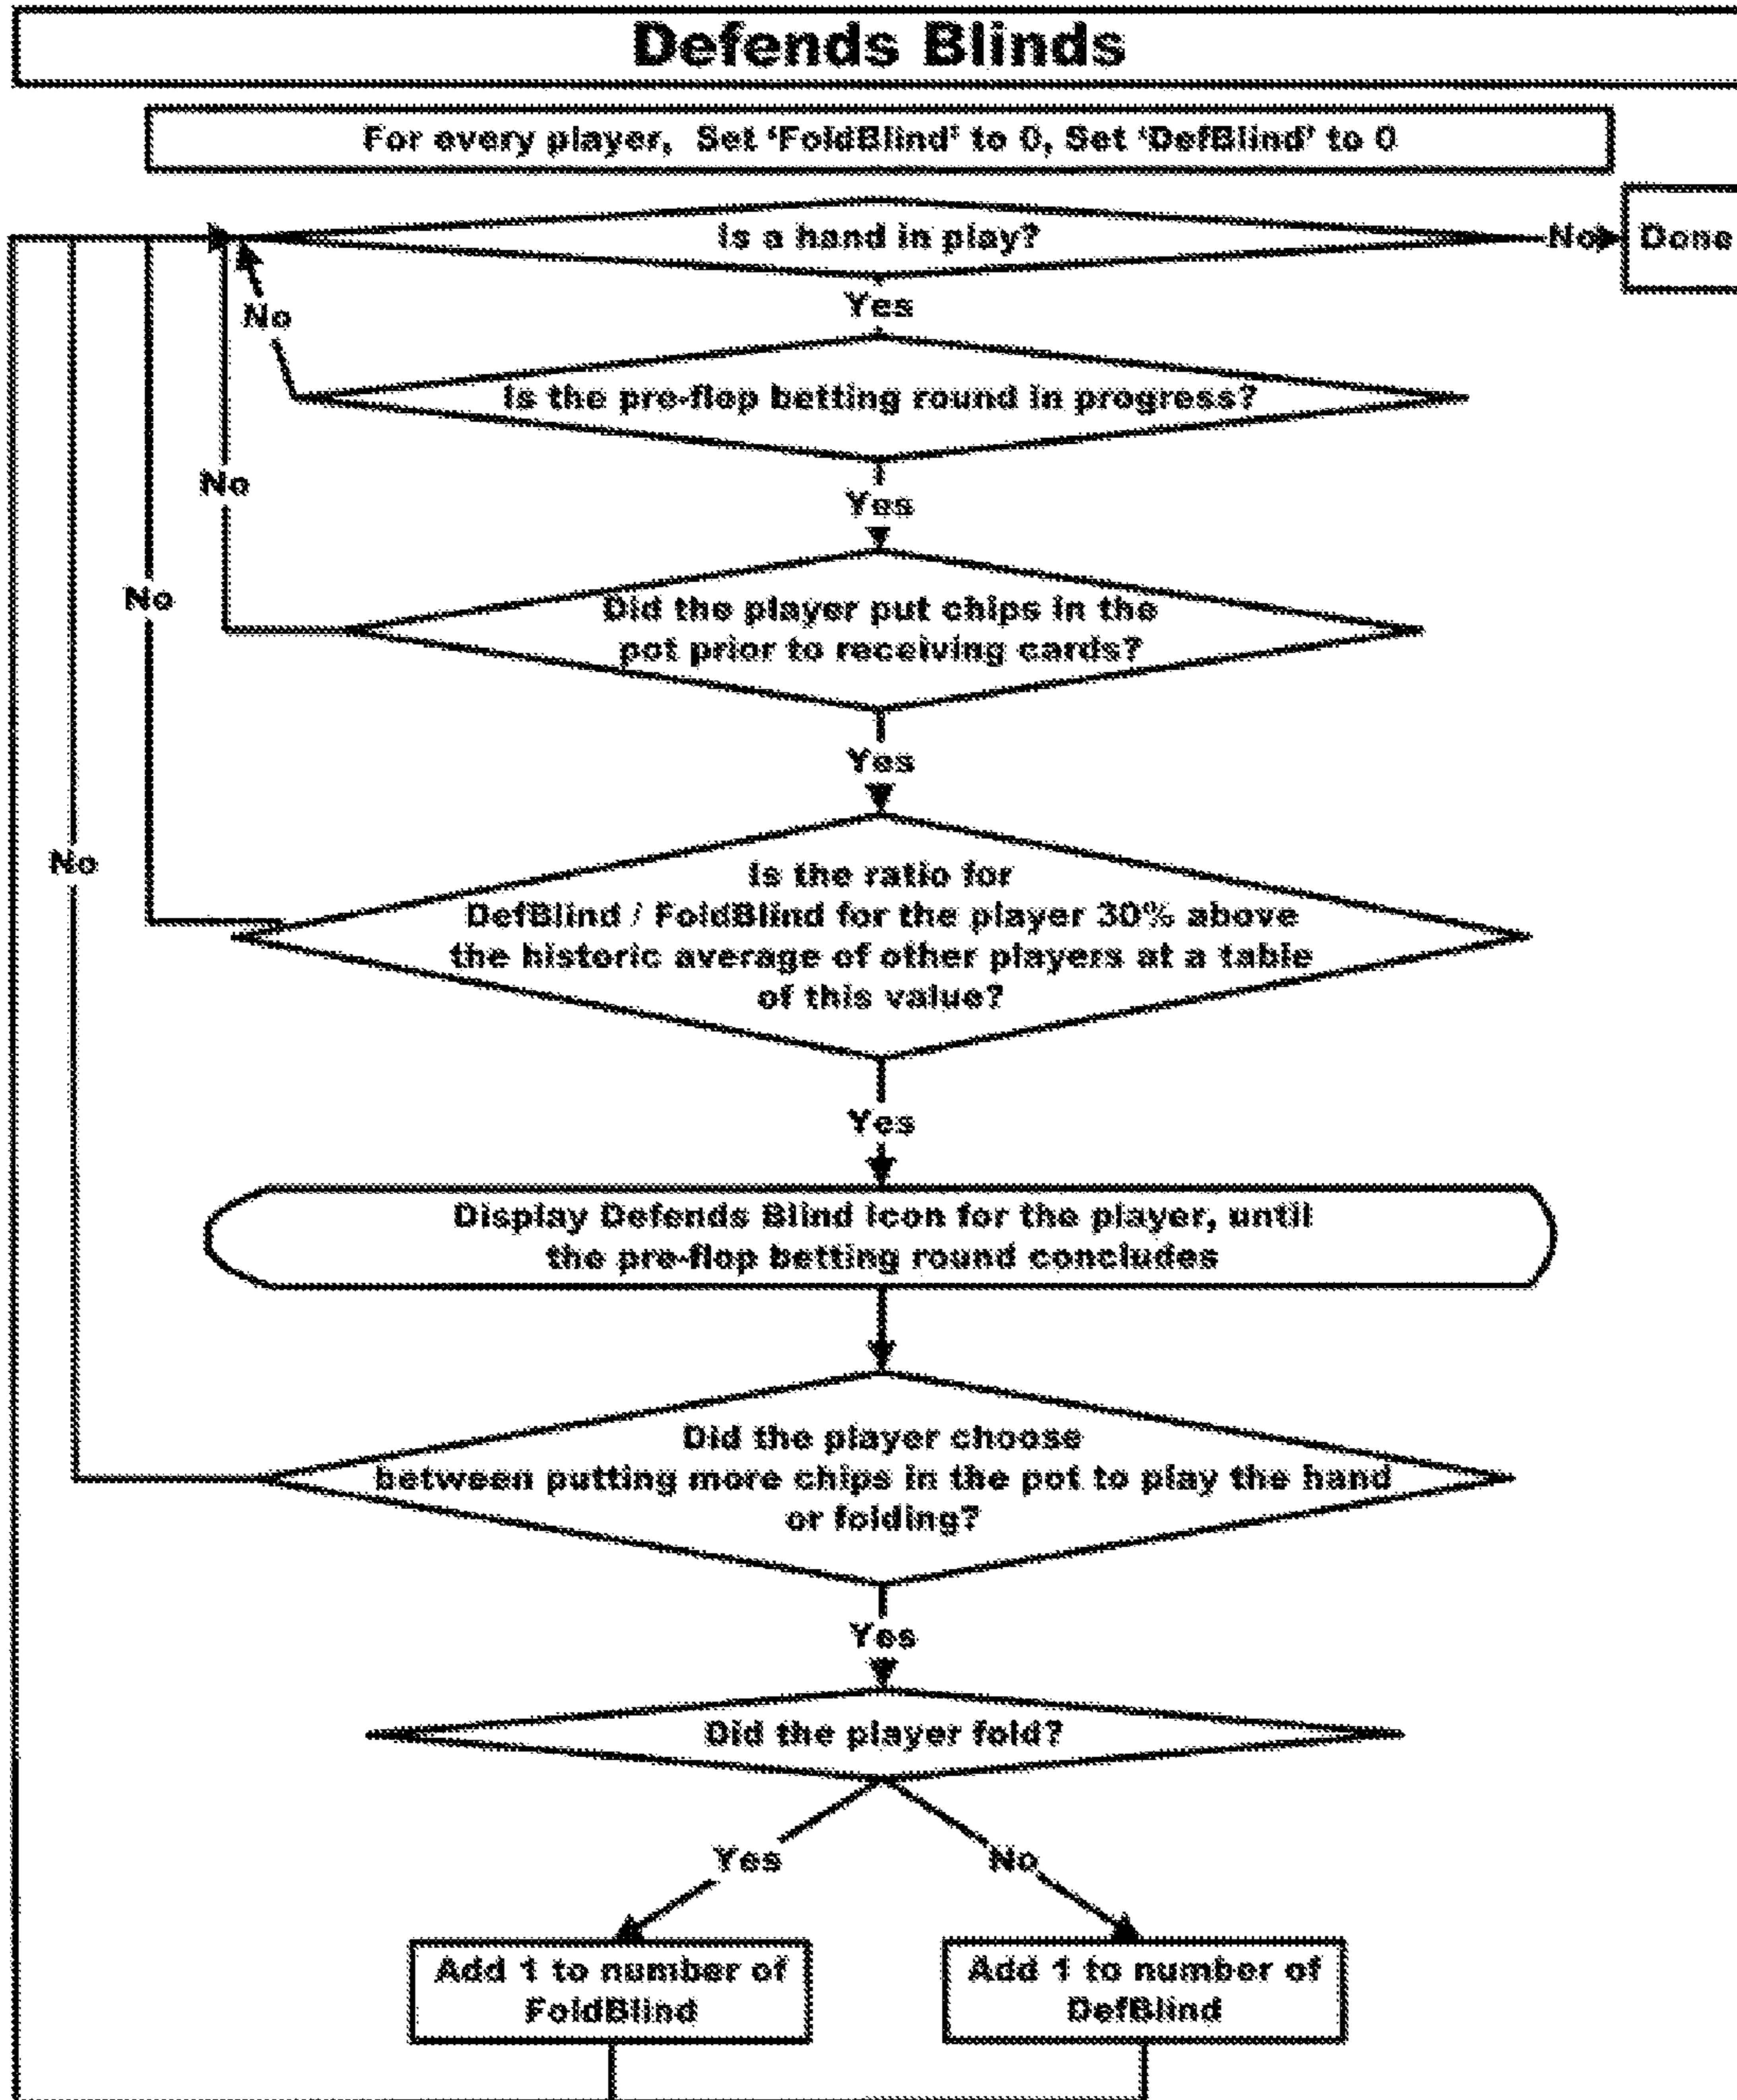 Defends Blinds
For every player, Set 'FoldBlind' to 0, Set 'DefBlind' to 0
Is a hand in play?
No
Done
Yes
No
Is the pre-flop betting round in progress?
No
Yes
No
Did the player put chips in the
pot prior to receiving cards?
Yes
No
Is the ratio for
DefBlind / FoldBlind for the player 30% above
the historic average of other players at a table
of this value?
Yes
Display Defends Blind icon for the player, until
the pre-flop betting round concludes
Did the player choose
between putting more chips in the pot to play the hand
or folding?
Yes
Did the player fold?
Yes
No
Add 1 to number of
FoldBlind
Add 1 to number of
DefBlind